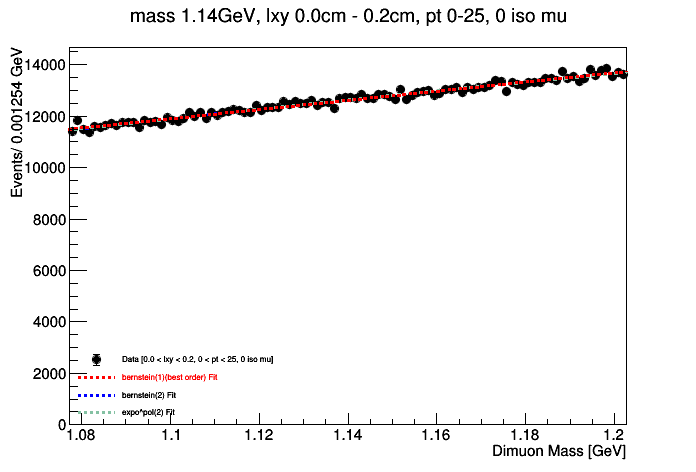 mass 1.14GeV, lxy 0.0cm - 0.2cm, pt 0-25, 0 iso mu
Events/ 0.001254 GeV
14000
12000
10000
8000
6000
4000
2000
0
Data [0.0 < lxy < 0.2, 0 < pt < 25, 0 iso mu]
bernstein(1)(best order) Fit
bernstein(2) Fit
expo^pol(2) Fit
1.08 1.1 1.12 1.14 1.16 1.18 1.2
Dimuon Mass [GeV]